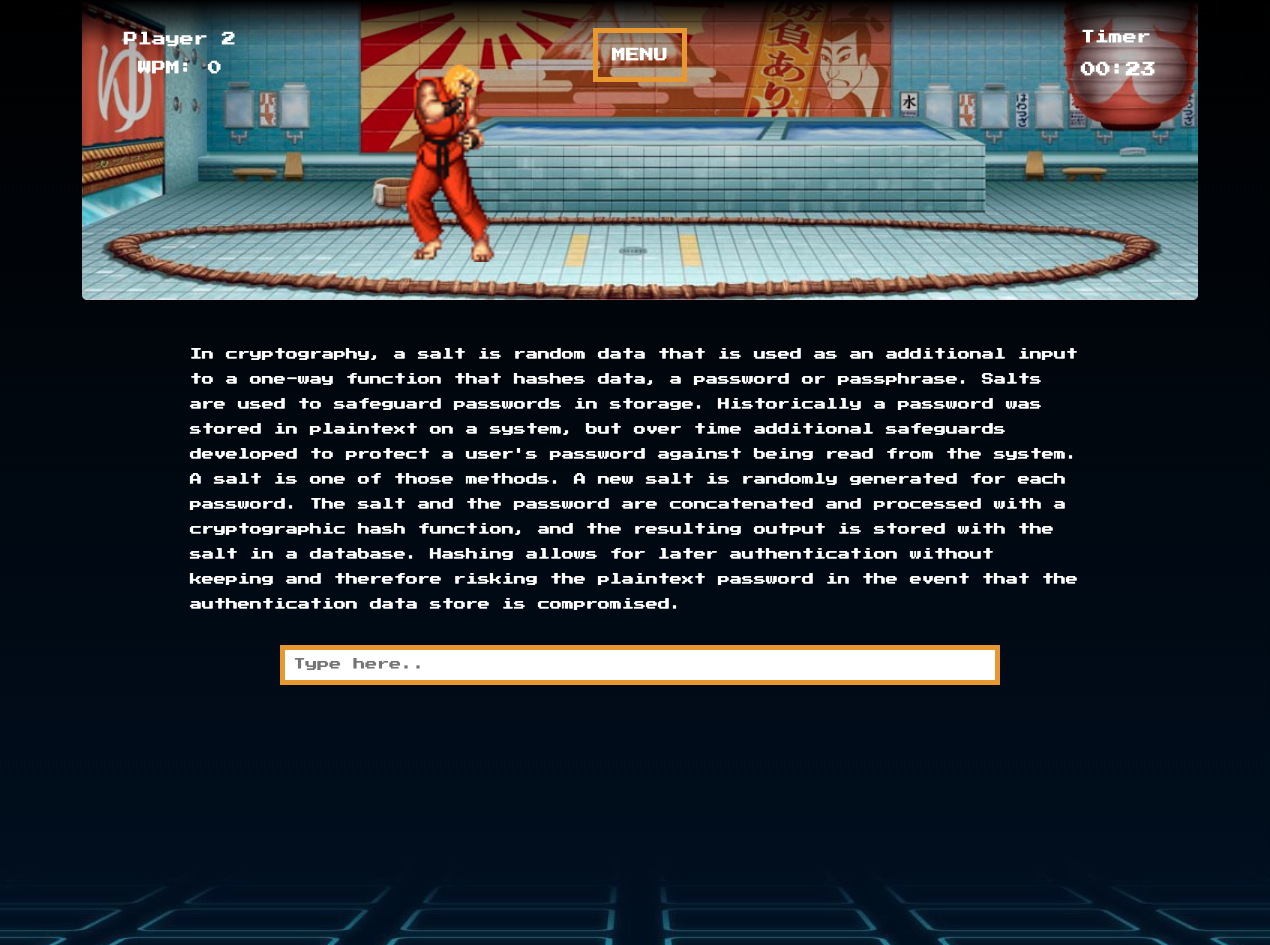 Player 2
WPM: 0
MENU
Timer
00:23
ゆ
勝負あり
水
In cryptography, a salt is random data that is used as an additional input
to a one-way function that hashes data, a password or passphrase. Salts
are used to safeguard passwords in storage. Historically a password was
stored in plaintext on a system, but over time additional safeguards
developed to protect a user's password against being read from the system.
A salt is one of those methods. A new salt is randomly generated for each
password. The salt and the password are concatenated and processed with a
cryptographic hash function, and the resulting output is stored with the
salt in a database. Hashing allows for later authentication without
keeping and therefore risking the plaintext password in the event that the
authentication data store is compromised.
Type here..